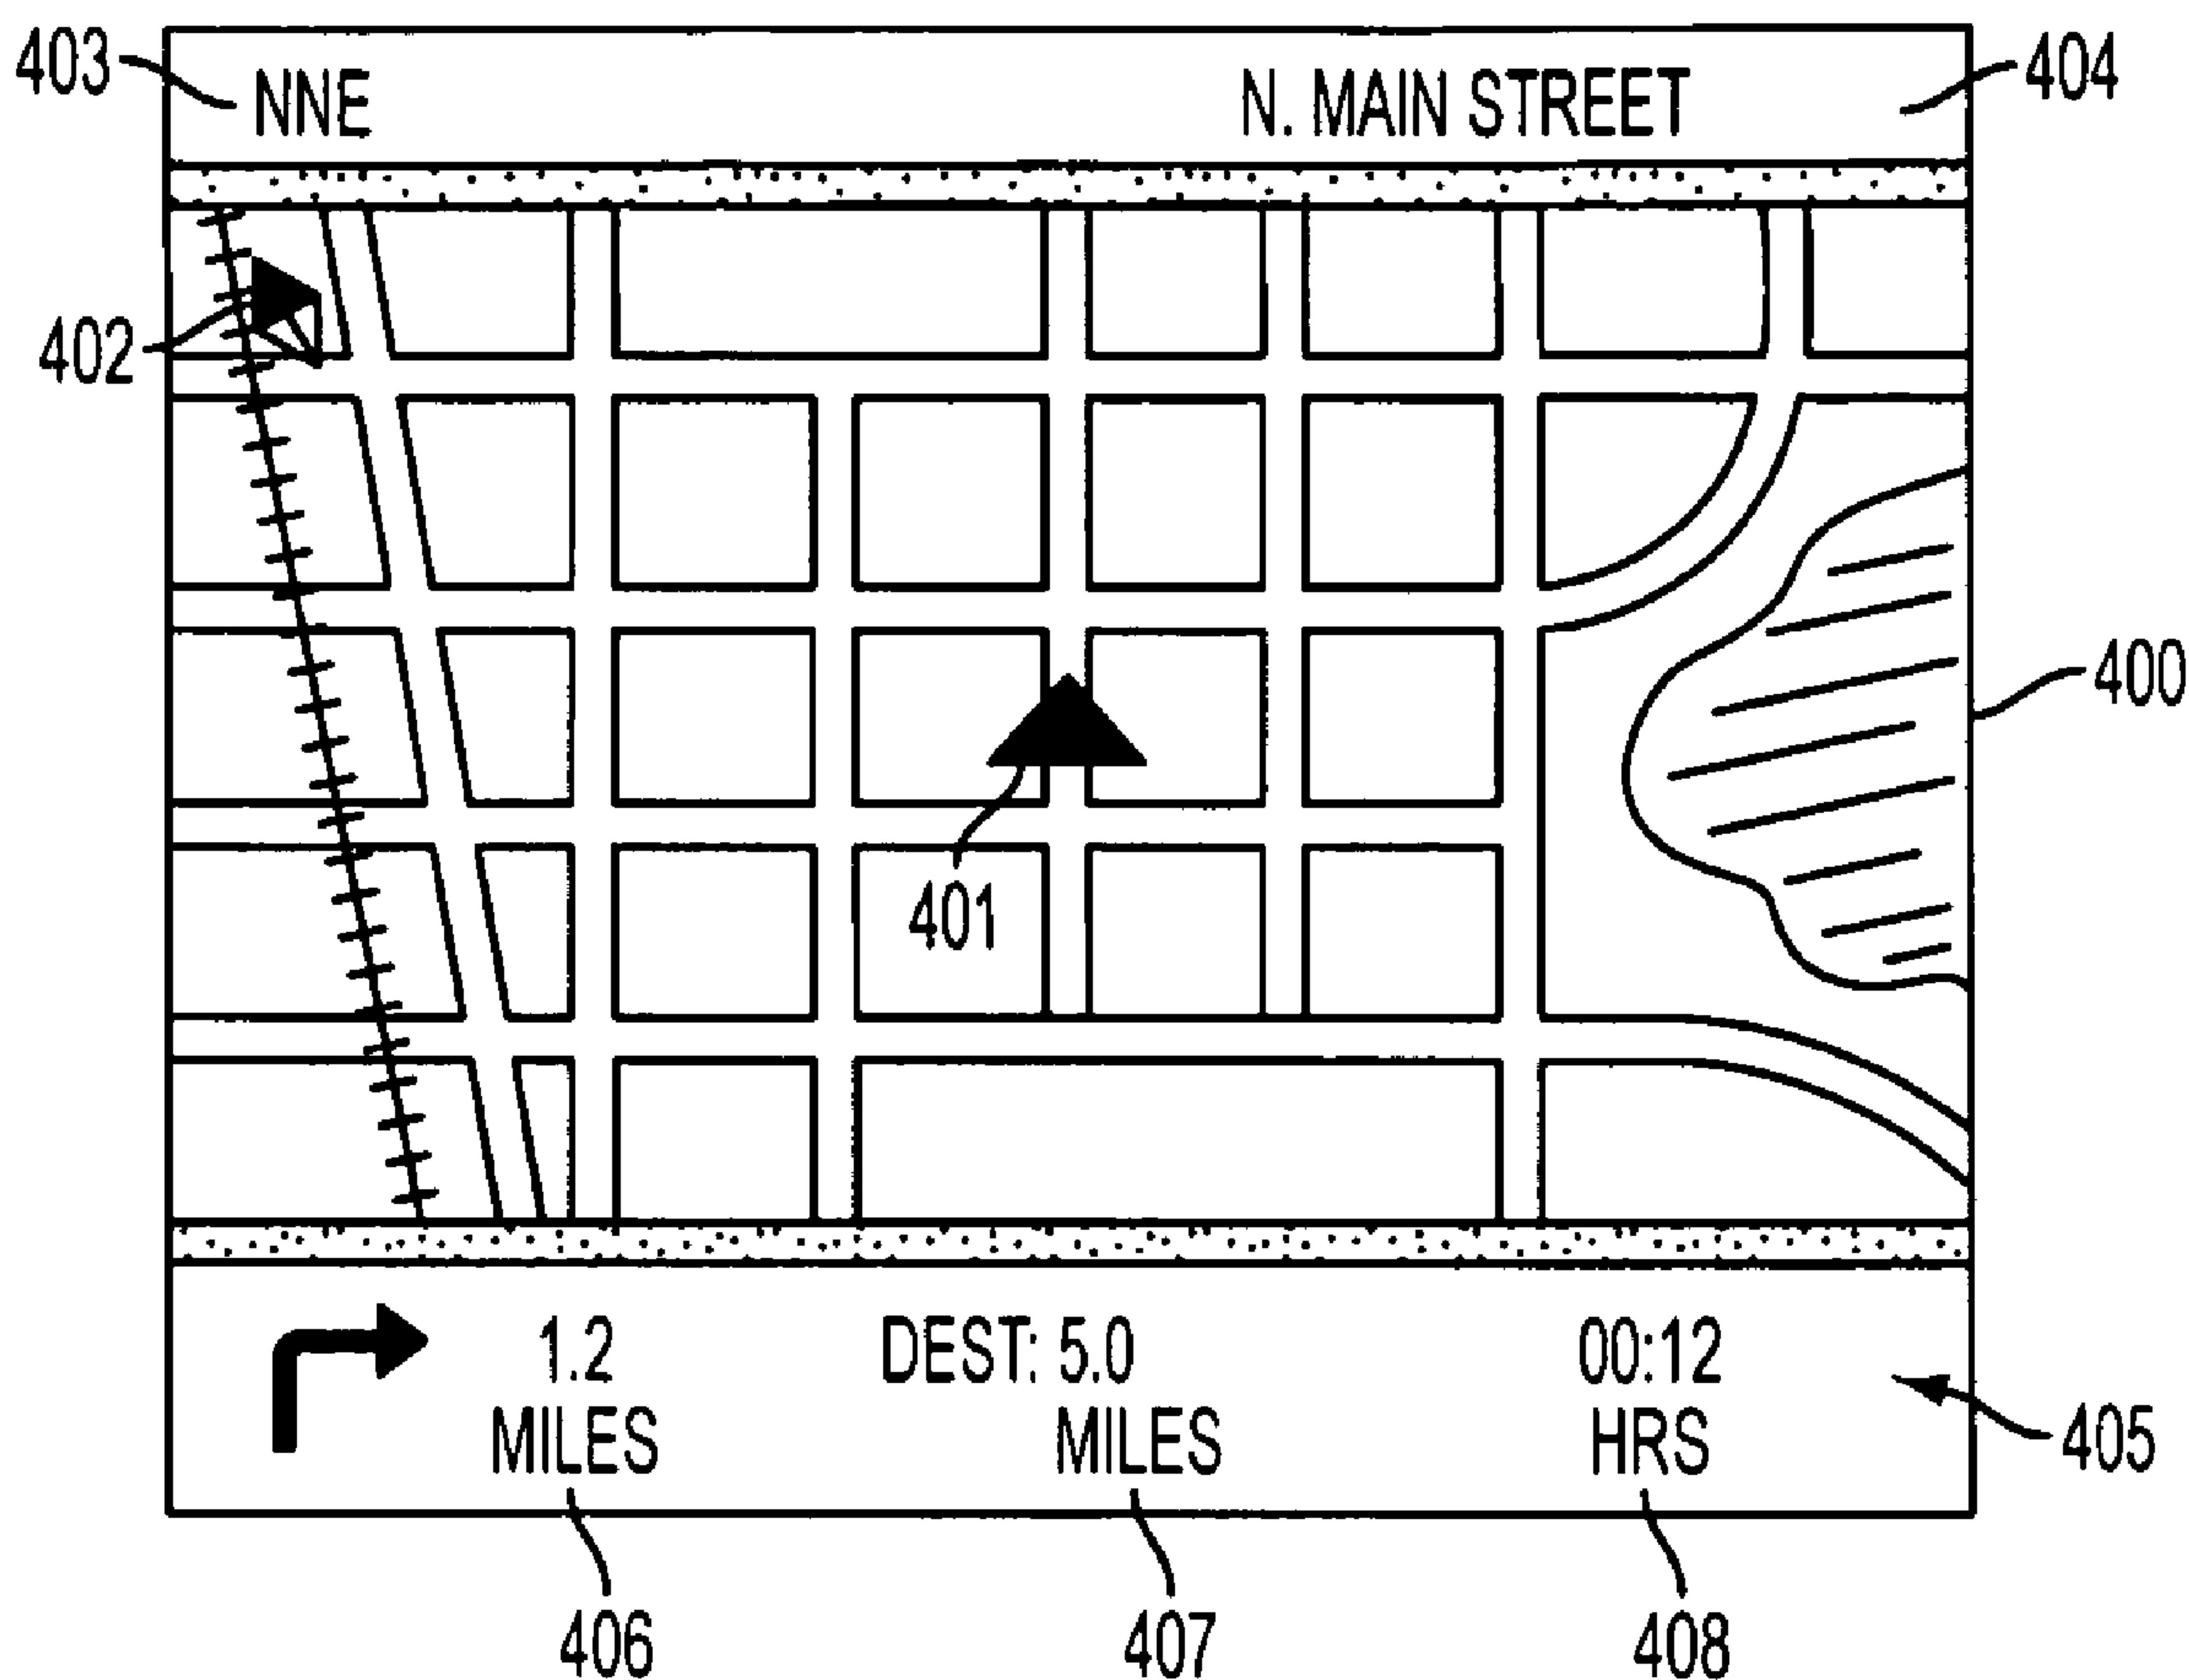 403 NNE N. MAIN STREET 404
402
400
401
1.2 DEST: 5.0 00:12
MILES MILES HRS 405
406 407 408